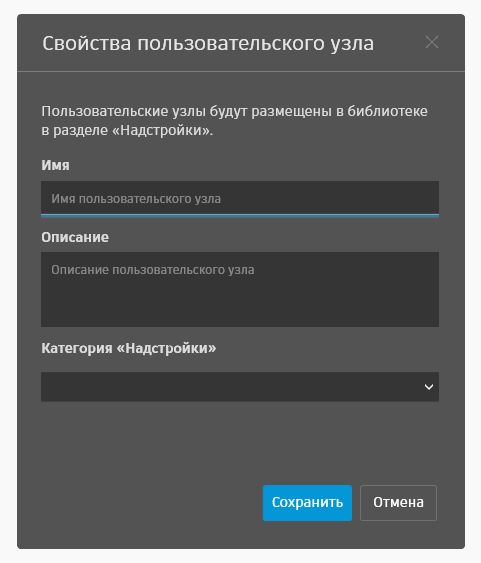 Свойства пользовательского узла
Пользовательские узлы будут размещены в библиотеке
в разделе «Надстройки».
Имя
Имя пользовательского узла
Описание
Описание пользовательского узла
Категория «Надстройки»
Сохранить
Отмена